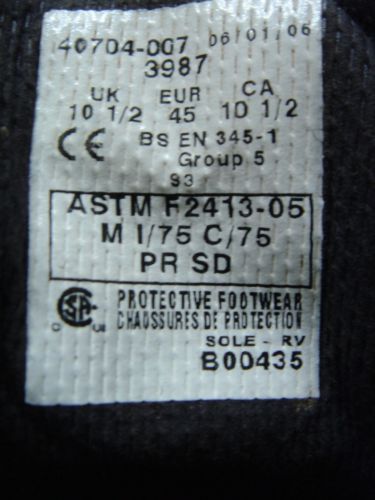 40704-007 06/01/06
3987
UK EUR CA
10 1/2 45 10 1/2
CE BS EN 345-1
Group 5
93
ASTM F2413-05
M I/75 C/75
PR SD
CSA PROTECTIVE FOOTWEAR
CHAUSSURES DE PROTECTION
SOLE - RV
B00435